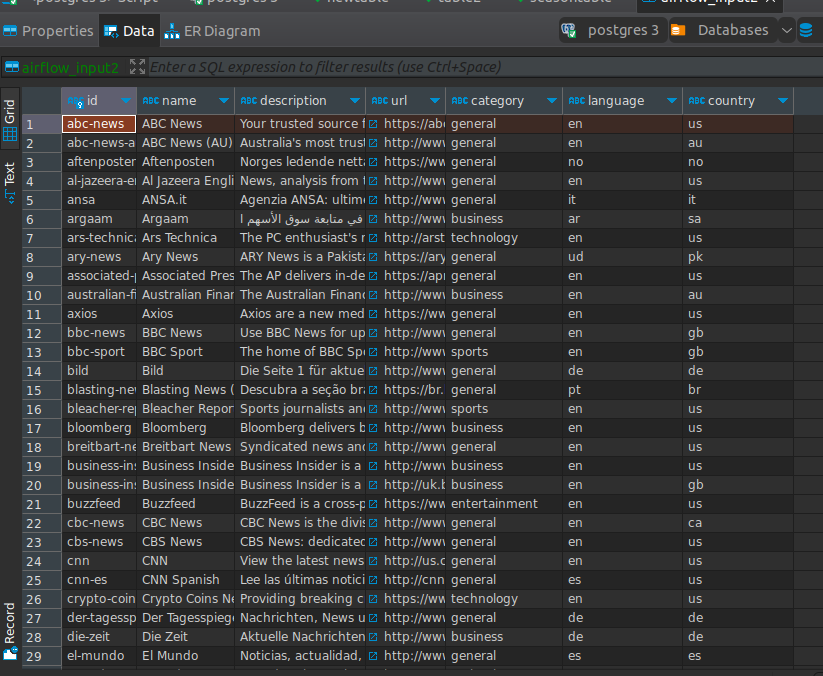 Properties Data ER Diagram postgres 3 Databases
airflow_input2 Enter a SQL expression to filter results (use Ctrl+Space)
Grid
Text
Record
ABC id ABC name ABC description ABC url ABC category ABC language ABC country
1 abc-news ABC News Your trusted source f https://abc general en us
2 abc-news-a ABC News (AU) Australia's most trust http://www general en au
3 aftenposten Aftenposten Norges ledende netta https://ww general no no
4 al-jazeera-en Al Jazeera Engli News, analysis from t http://www general en us
5 ansa ANSA.it Agenzia ANSA: ultime http://www general it it
6 argaam Argaam في متابعة سوق الأسهم ا http://www business ar sa
7 ars-technica Ars Technica The PC enthusiast's r http://arst technology en us
8 ary-news Ary News ARY News is a Pakista https://ary general ud pk
9 associated-p Associated Pres The AP delivers in-de https://apr general en us
10 australian-fi Australian Finar The Australian Financ http://www business en au
11 axios Axios Axios are a new med http://www general en us
12 bbc-news BBC News Use BBC News for up http://www general en gb
13 bbc-sport BBC Sport The home of BBC Spo http://www sports en gb
14 bild Bild Die Seite 1 für aktue http://www general de de
15 blasting-nev Blasting News ( Descubra a seção bra https://br. general pt br
16 bleacher-rep Bleacher Repor Sports journalists and http://www sports en us
17 bloomberg Bloomberg Bloomberg delivers b http://www business en us
18 breitbart-ne Breitbart News Syndicated news and http://www general en us
19 business-ins Business Inside Business Insider is a http://www business en us
20 business-ins Business Inside Business Insider is a http://uk.b business en gb
21 buzzfeed Buzzfeed BuzzFeed is a cross-p https://ww entertainment en us
22 cbc-news CBC News CBC News is the divis http://www general en ca
23 cbs-news CBS News CBS News: dedicated http://www general en us
24 cnn CNN View the latest news http://us.c general en us
25 cnn-es CNN Spanish Lee las últimas notici http://cnn general es us
26 crypto-coin Crypto Coins Ne Providing breaking c https://ww technology en us
27 der-tagessp Der Tagesspiege Nachrichten, News u http://www general de de
28 die-zeit Die Zeit Aktuelle Nachrichten http://www business de de
29 el-mundo El Mundo Noticias, actualidad, http://www general es es